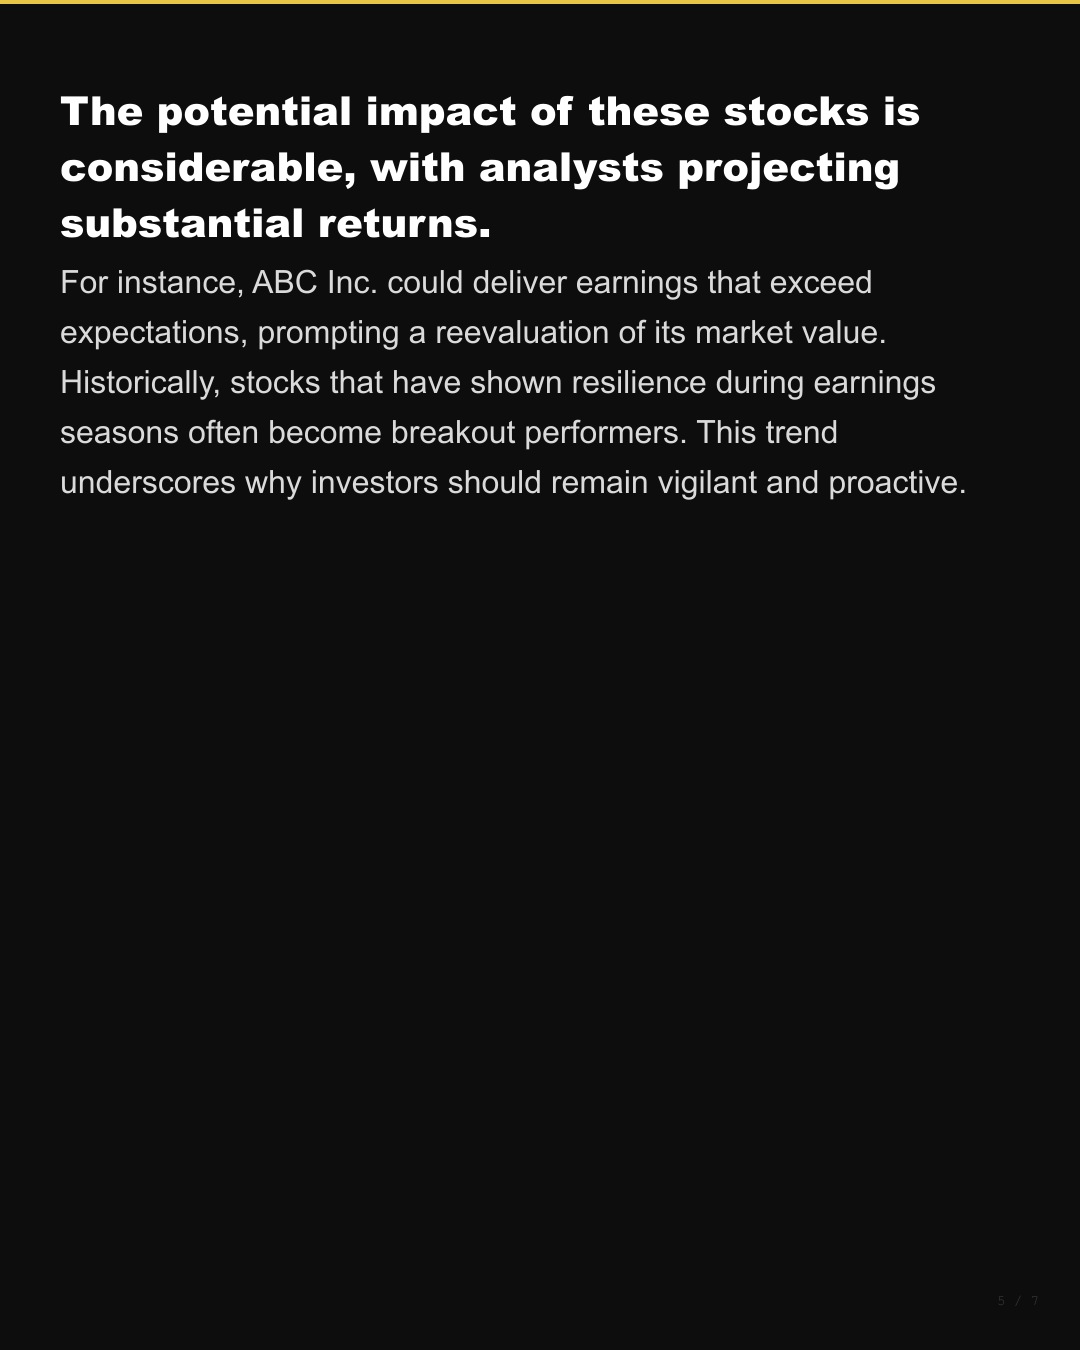 The potential impact of these stocks is
considerable, with analysts projecting
substantial returns.
For instance, ABC Inc. could deliver earnings that exceed
expectations, prompting a reevaluation of its market value.
Historically, stocks that have shown resilience during earnings
seasons often become breakout performers. This trend
underscores why investors should remain vigilant and proactive.
5 / 7